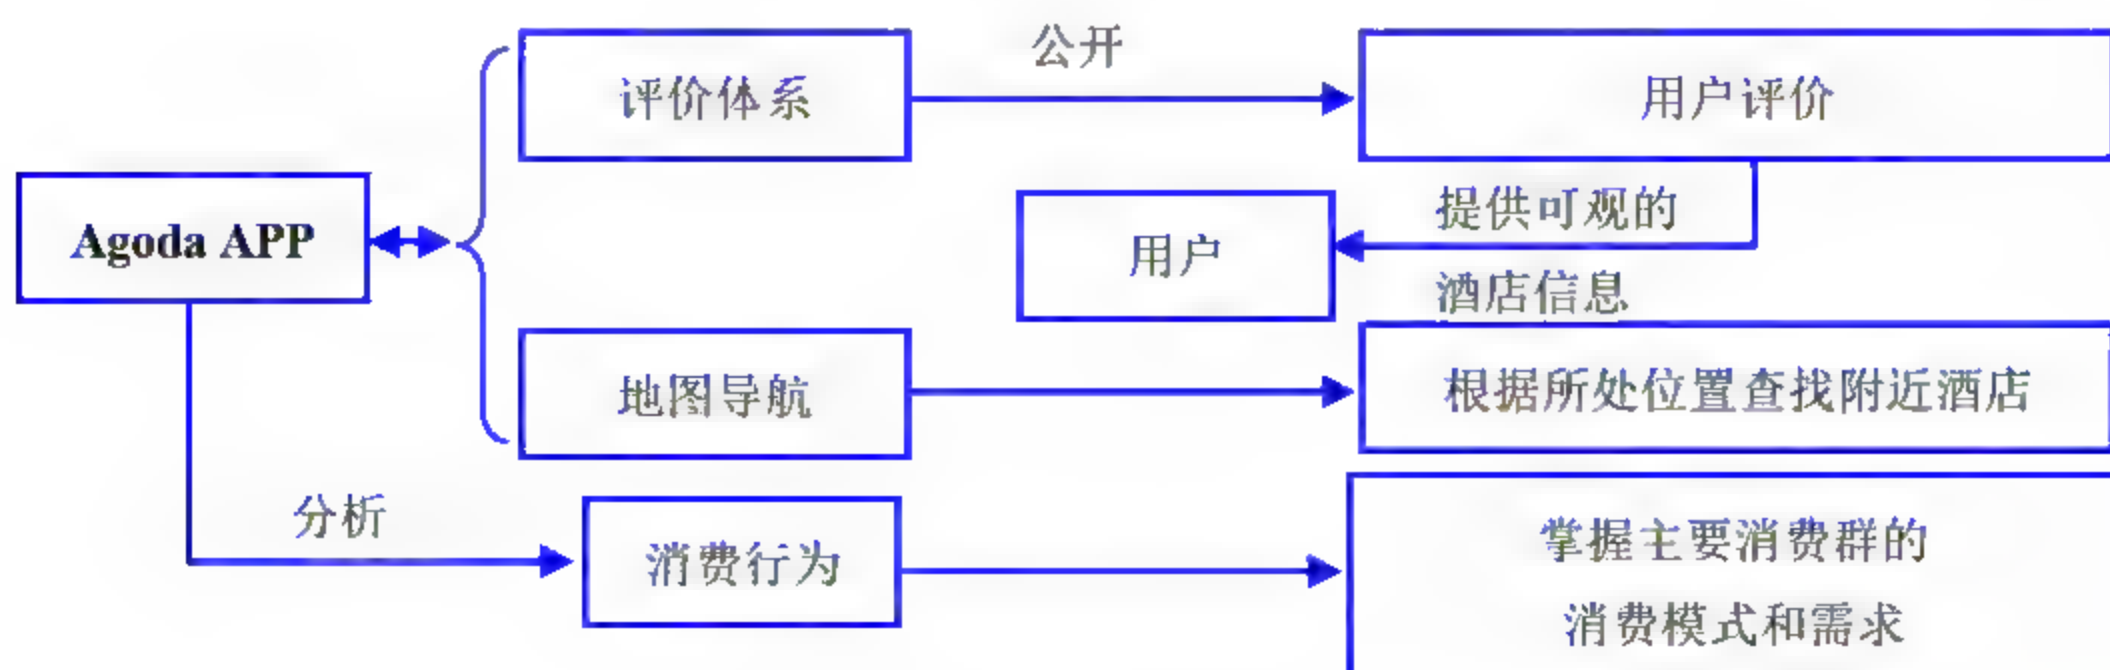 公开
评价体系
用户评价
Agoda APP
用户
提供可观的
酒店信息
地图导航
根据所处位置查找附近酒店
分析
消费行为
掌握主要消费群的
消费模式和需求